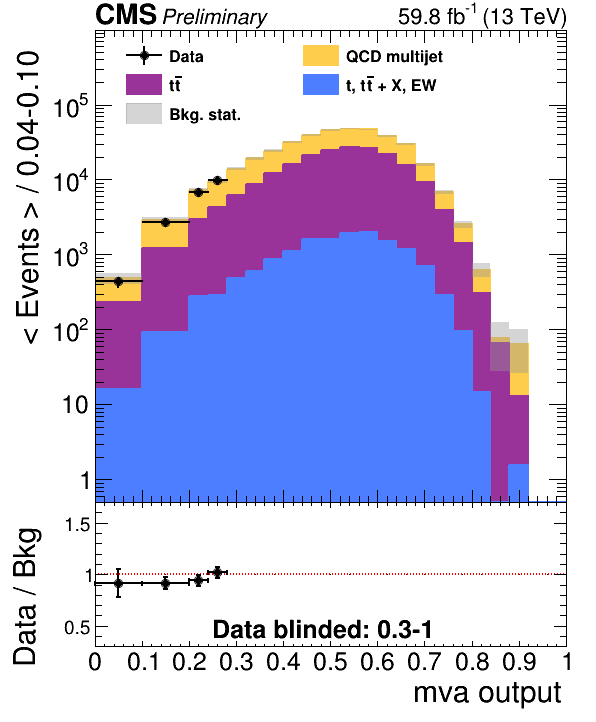 CMS Preliminary 59.8 fb⁻¹ (13 TeV)
Data QCD multijet
tt̄ t, tt̄ + X, EW
Bkg. stat.
< Events > / 0.04-0.10
10⁵
10⁴
10³
10²
10
1
Data / Bkg
1.5
1
0.5
Data blinded: 0.3-1
0 0.1 0.2 0.3 0.4 0.5 0.6 0.7 0.8 0.9 1
mva output